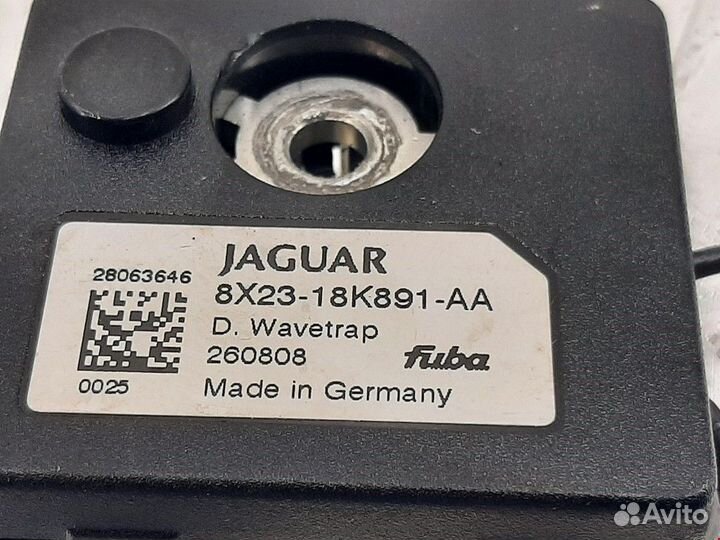 JAGUAR
28063646
8X23-18K891-AA
D. Wavetrap
260808
fuba
0025
Made in Germany
Avito